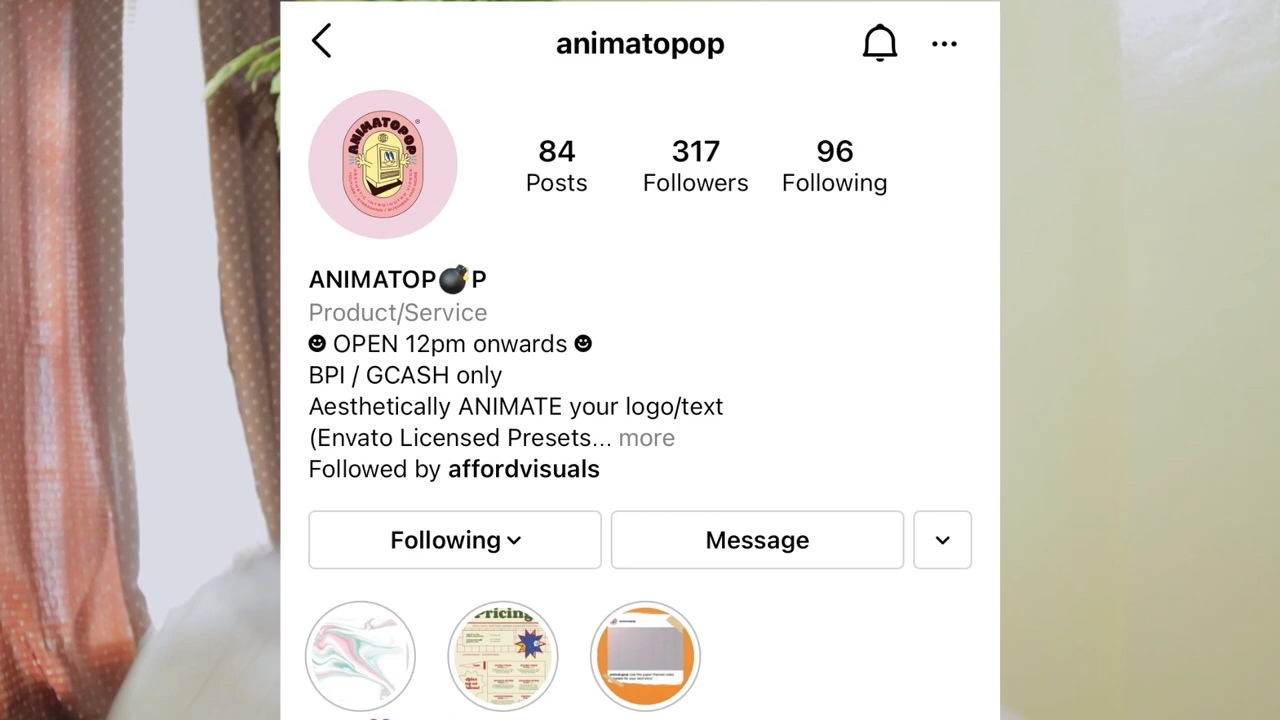 animatopop
ANIMATOPOP
84
Posts
317
Followers
96
Following
ANIMATOP💣P
Product/Service
☻ OPEN 12pm onwards ☻
BPI / GCASH only
Aesthetically ANIMATE your logo/text
(Envato Licensed Presets... more
Followed by affordvisuals
Following
Message
Pricing